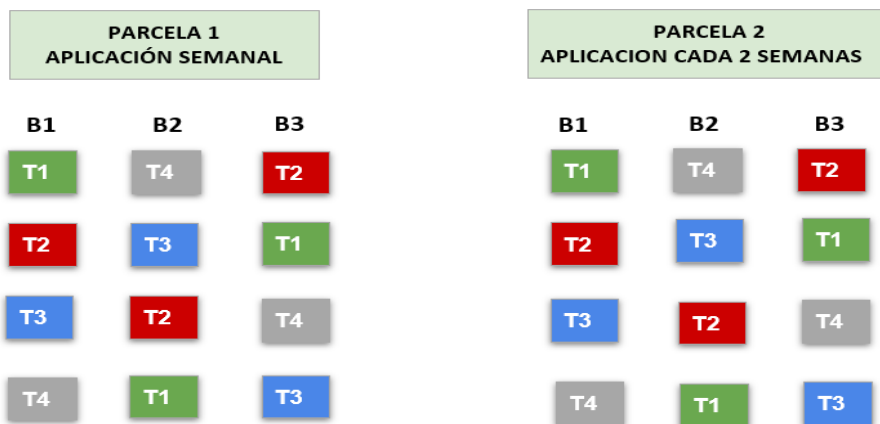 PARCELA 1
APLICACIÓN SEMANAL
B1 B2 B3
T1 T4 T2
T2 T3 T1
T3 T2 T4
T4 T1 T3
PARCELA 2
APLICACION CADA 2 SEMANAS
B1 B2 B3
T1 T4 T2
T2 T3 T1
T3 T2 T4
T4 T1 T3